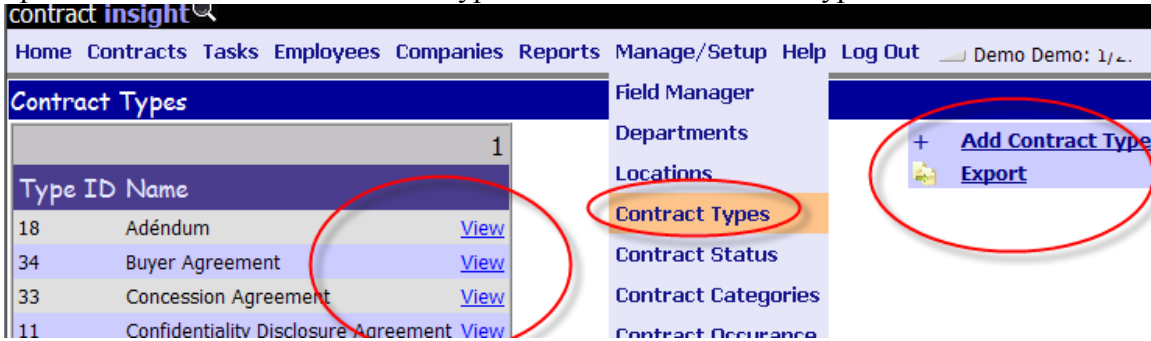 contract insight
Home Contracts Tasks Employees Companies Reports Manage/Setup Help Log Out Demo Demo:
Contract Types
1
Type ID Name
18 Adéndum View
34 Buyer Agreement View
33 Concession Agreement View
11 Confidentiality Disclosure Agreement View
Field Manager
Departments
Locations
Contract Types
Contract Status
Contract Categories
Contract Occurance
+ Add Contract Type
Export